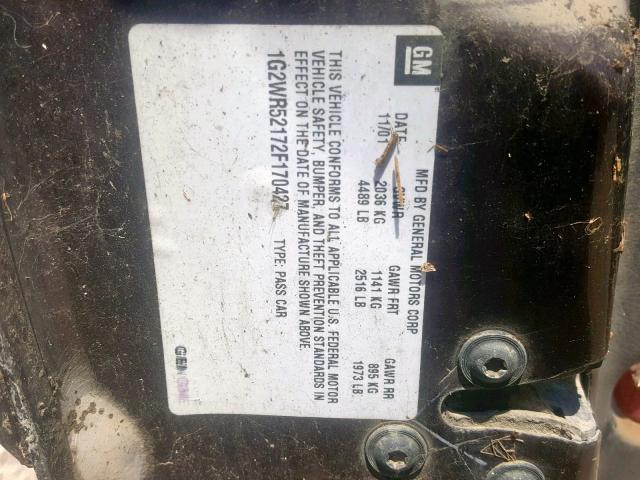 GM
MFD BY GENERAL MOTORS CORP
DATE GVWR GAWR FRT GAWR RR
11/01 2036 KG 1141 KG 895 KG
4489 LB 2516 LB 1973 LB
THIS VEHICLE CONFORMS TO ALL APPLICABLE U.S. FEDERAL MOTOR
VEHICLE SAFETY, BUMPER, AND THEFT PREVENTION STANDARDS IN
EFFECT ON THE DATE OF MANUFACTURE SHOWN ABOVE.
1G2WR52172F170427 TYPE: PASS CAR
GEN GM